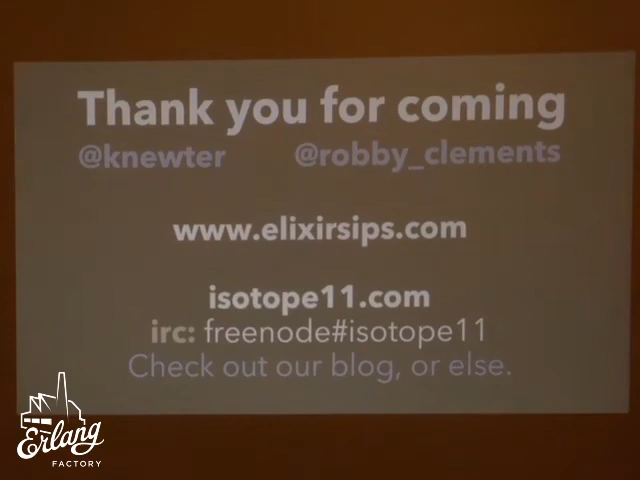 Thank you for coming
@knewter @robby_clements
www.elixirsips.com
isotope11.com
irc: freenode#isotope11
Check out our blog, or else.
Erlang
FACTORY